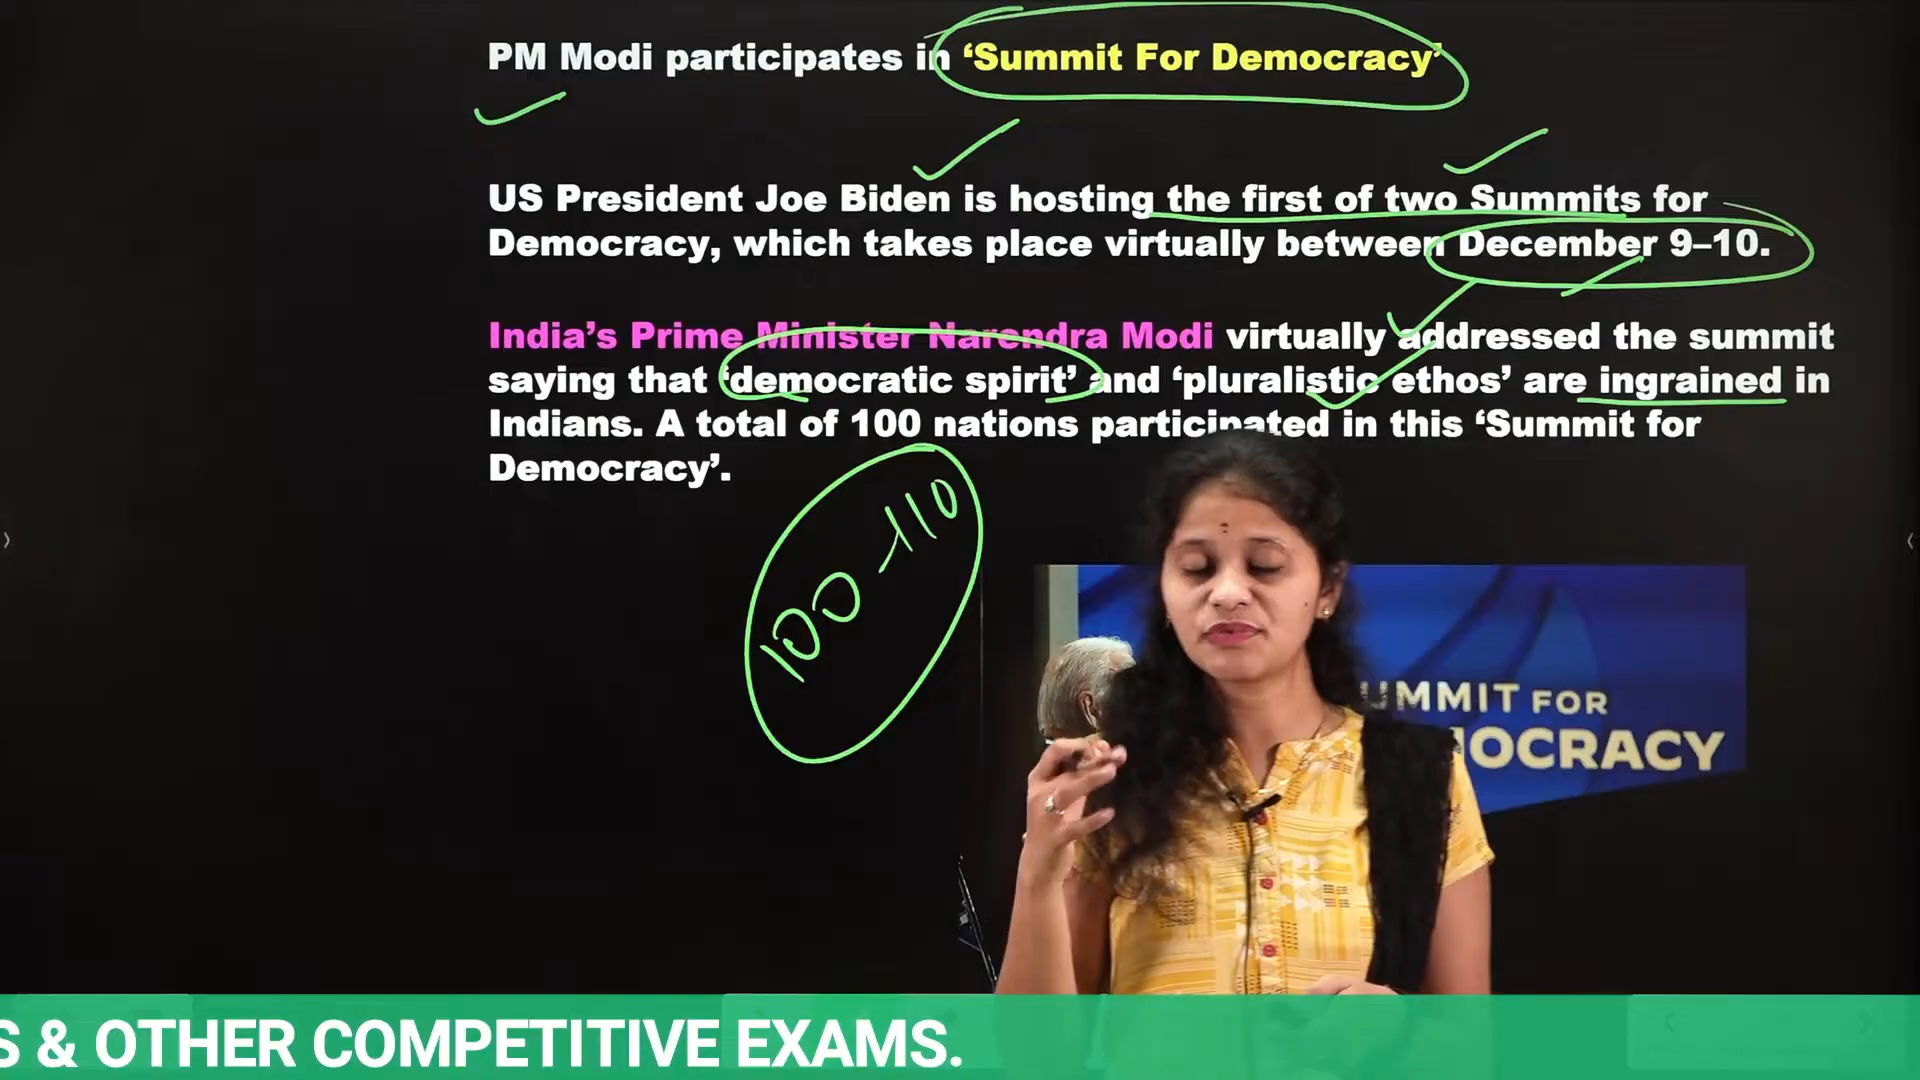 PM Modi participates in ‘Summit For Democracy’
US President Joe Biden is hosting the first of two Summits for
Democracy, which takes place virtually between December 9–10.
India’s Prime Minister Narendra Modi virtually addressed the summit
saying that ‘democratic spirit’ and ‘pluralistic ethos’ are ingrained in
Indians. A total of 100 nations participated in this ‘Summit for
Democracy’.
100-110
UMMIT FOR
OCRACY
S & OTHER COMPETITIVE EXAMS.